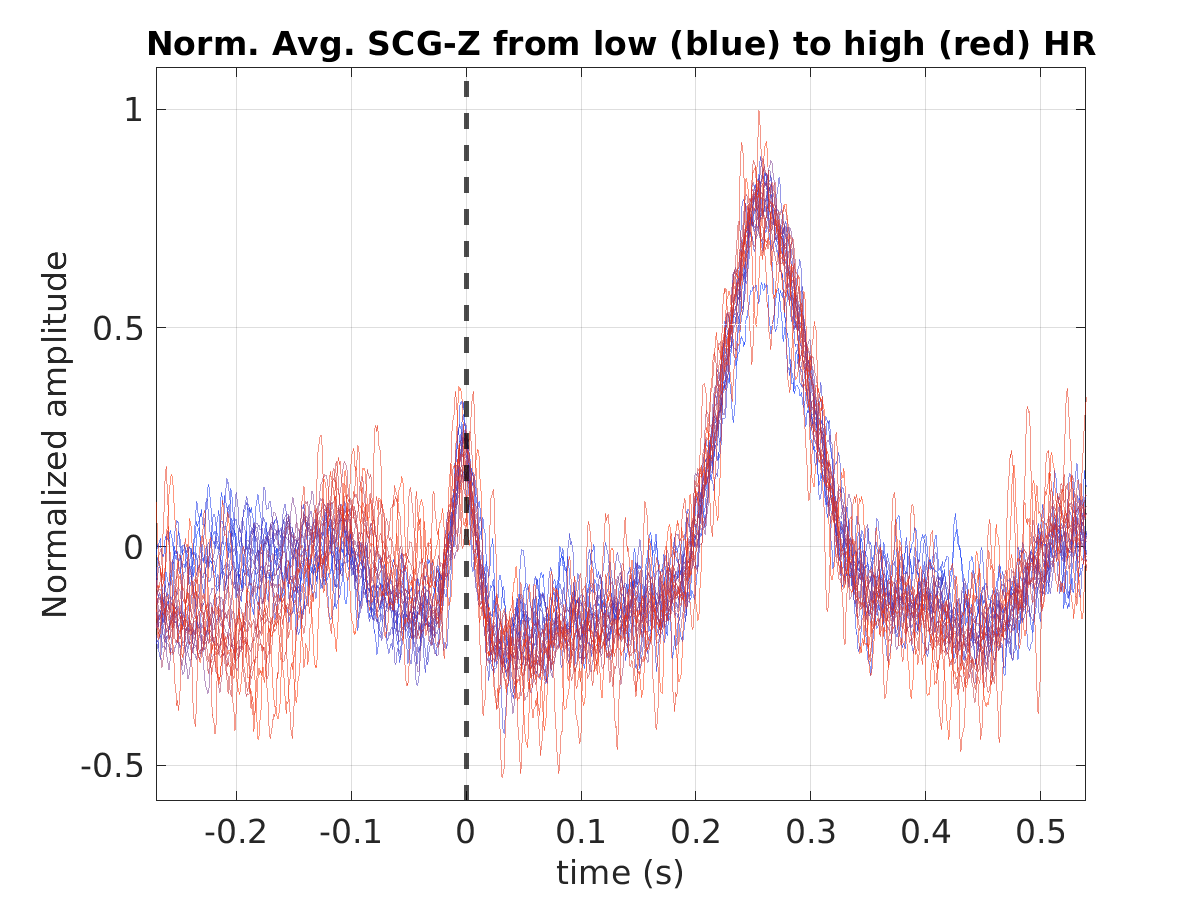 Norm. Avg. SCG-Z from low (blue) to high (red) HR
1
0.5
0
-0.5
Normalized amplitude
-0.2 -0.1 0 0.1 0.2 0.3 0.4 0.5
time (s)